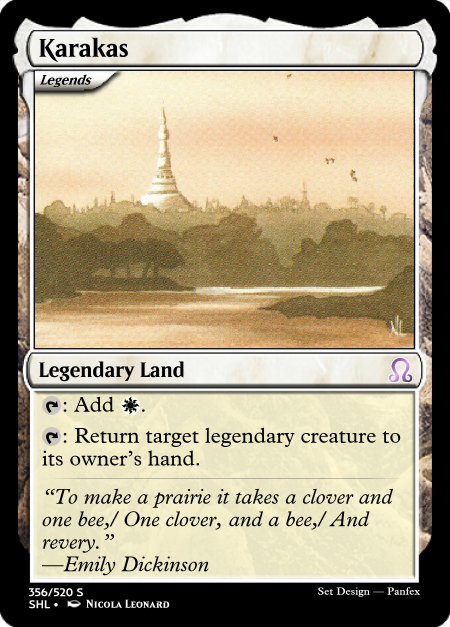 Karakas
Legends
Legendary Land
: Add .
: Return target legendary creature to
its owner's hand.
“To make a prairie it takes a clover and
one bee,/ One clover, and a bee,/ And
revery.”
—Emily Dickinson
356/520 S
Set Design — Panfex
SHL • Nicola Leonard